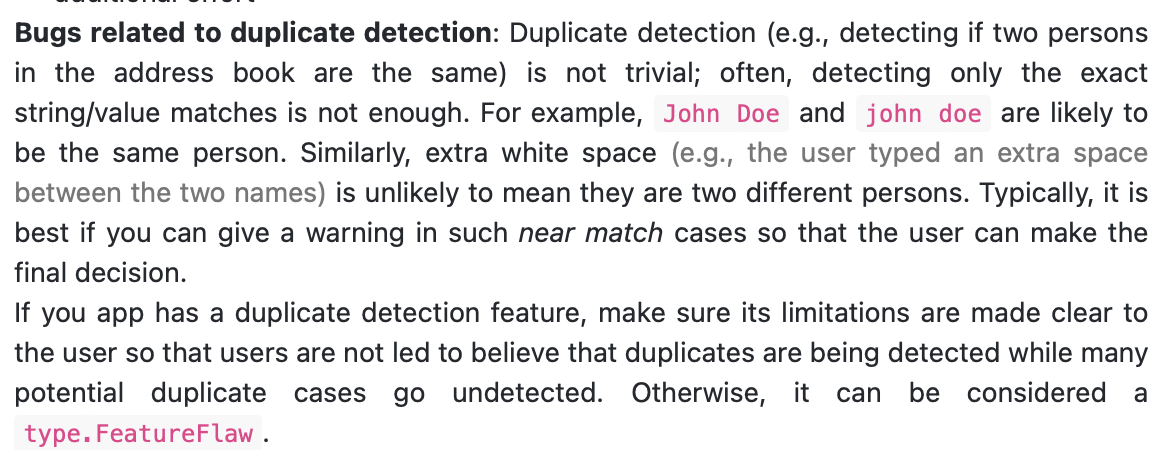 Bugs related to duplicate detection: Duplicate detection (e.g., detecting if two persons
in the address book are the same) is not trivial; often, detecting only the exact
string/value matches is not enough. For example, John Doe and john doe are likely to
be the same person. Similarly, extra white space (e.g., the user typed an extra space
between the two names) is unlikely to mean they are two different persons. Typically, it is
best if you can give a warning in such near match cases so that the user can make the
final decision.
If you app has a duplicate detection feature, make sure its limitations are made clear to
the user so that users are not led to believe that duplicates are being detected while many
potential duplicate cases go undetected. Otherwise, it can be considered a
type.FeatureFlaw.